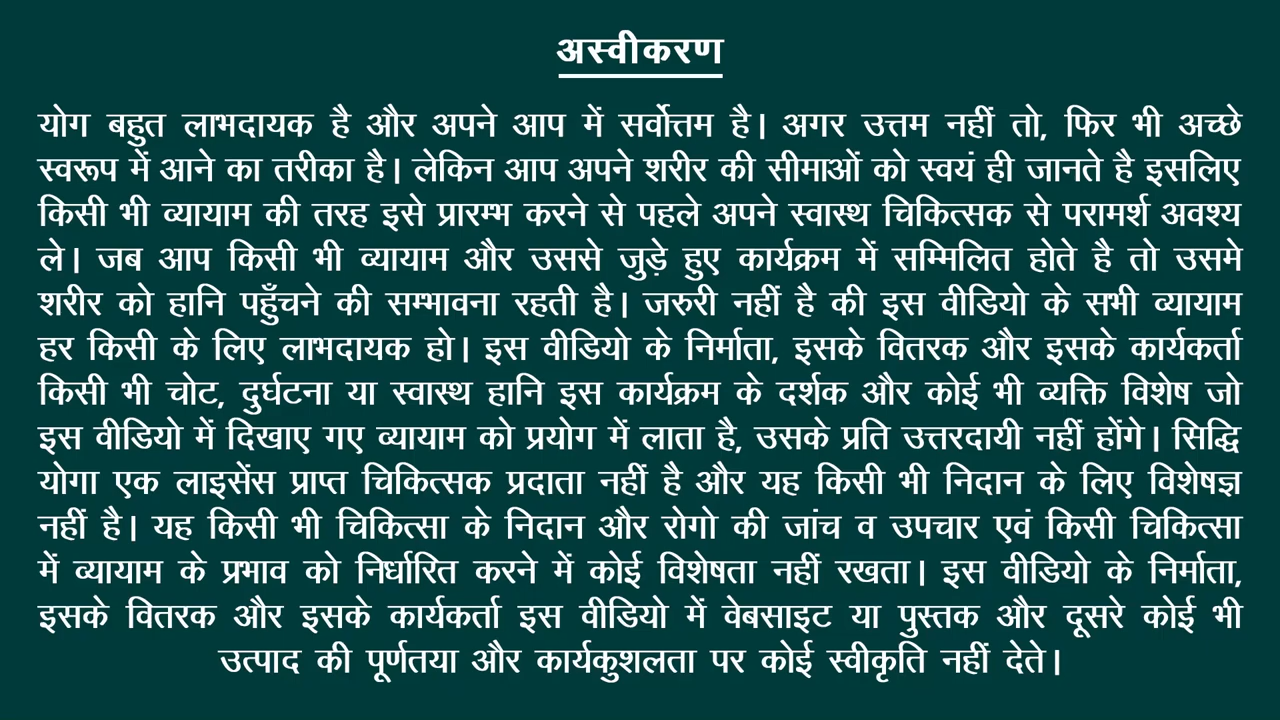 अस्वीकरण
योग बहुत लाभदायक है और अपने आप में सर्वोत्तम है। अगर उत्तम नहीं तो, फिर भी अच्छे
स्वरूप में आने का तरीका है। लेकिन आप अपने शरीर की सीमाओं को स्वयं ही जानते है इसलिए
किसी भी व्यायाम की तरह इसे प्रारम्भ करने से पहले अपने स्वास्थ चिकित्सक से परामर्श अवश्य
ले। जब आप किसी भी व्यायाम और उससे जुड़े हुए कार्यक्रम में सम्मिलित होते है तो उसमे
शरीर को हानि पहुँचने की सम्भावना रहती है। जरुरी नहीं है की इस वीडियो के सभी व्यायाम
हर किसी के लिए लाभदायक हो। इस वीडियो के निर्माता, इसके वितरक और इसके कार्यकर्ता
किसी भी चोट, दुर्घटना या स्वास्थ हानि इस कार्यक्रम के दर्शक और कोई भी व्यक्ति विशेष जो
इस वीडियो में दिखाए गए व्यायाम को प्रयोग में लाता है, उसके प्रति उत्तरदायी नहीं होंगे। सिद्धि
योगा एक लाइसेंस प्राप्त चिकित्सक प्रदाता नहीं है और यह किसी भी निदान के लिए विशेषज्ञ
नहीं है। यह किसी भी चिकित्सा के निदान और रोगो की जांच व उपचार एवं किसी चिकित्सा
में व्यायाम के प्रभाव को निर्धारित करने में कोई विशेषता नहीं रखता। इस वीडियो के निर्माता,
इसके वितरक और इसके कार्यकर्ता इस वीडियो में वेबसाइट या पुस्तक और दूसरे कोई भी
उत्पाद की पूर्णतया और कार्यकुशलता पर कोई स्वीकृति नहीं देते।